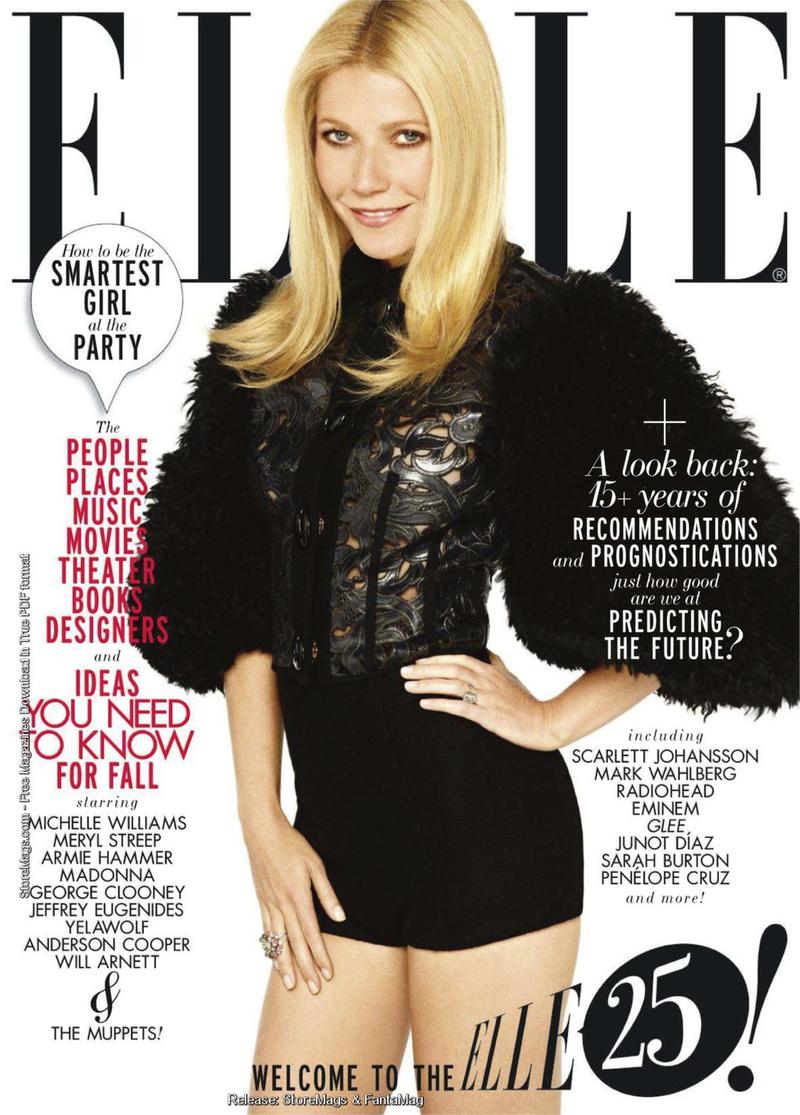 ELLE
®
How to be the
SMARTEST
GIRL
at the
PARTY
The
PEOPLE
PLACES
MUSIC
MOVIES
THEATER
BOOKS
DESIGNERS
and
IDEAS
YOU NEED
TO KNOW
FOR FALL
starring
MICHELLE WILLIAMS
MERYL STREEP
ARMIE HAMMER
MADONNA
GEORGE CLOONEY
JEFFREY EUGENIDES
YELAWOLF
ANDERSON COOPER
WILL ARNETT
&
THE MUPPETS!
+
A look back:
15+ years of
RECOMMENDATIONS
and PROGNOSTICATIONS
just how good
are we at
PREDICTING
THE FUTURE?
including
SCARLETT JOHANSSON
MARK WAHLBERG
RADIOHEAD
EMINEM
GLEE,
JUNOT DÍAZ
SARAH BURTON
PENÉLOPE CRUZ
and more!
WELCOME TO THE ELLE 25!
StoreMags.com - Free Magazines Download in True PDF format
Release: StoreMags & FantaMag